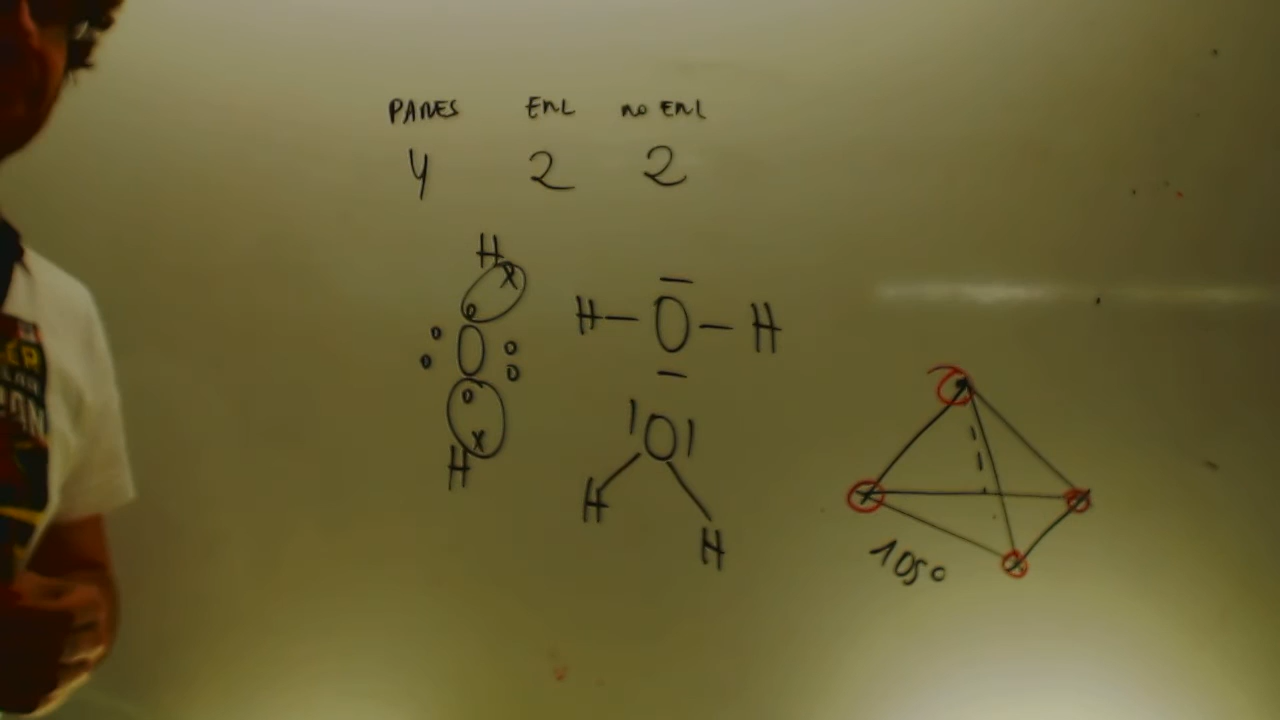 PARES ENL no ENL
4 2 2
H
x
O
x
H
H — O — H
O
H
H
105°